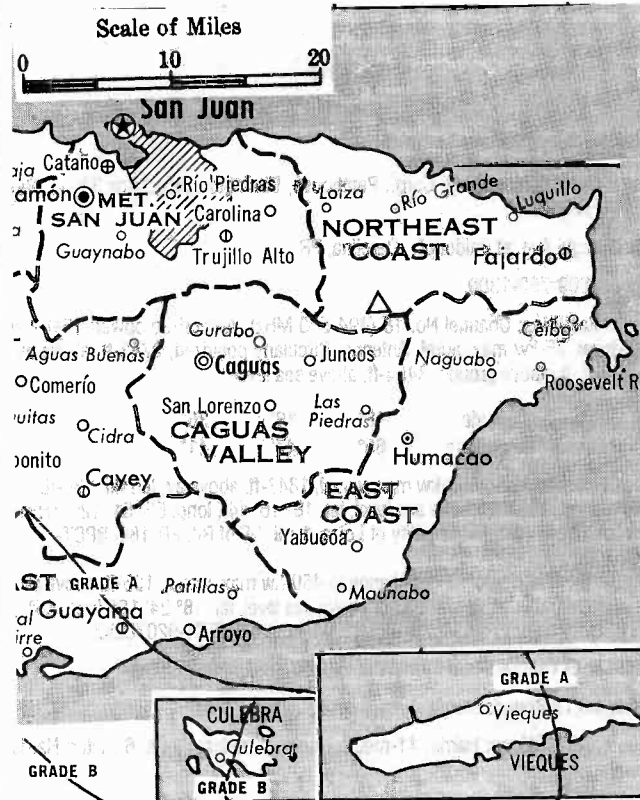 Scale of Miles
0 10 20
San Juan
Cataño
Río Piedras
MET.
SAN JUAN
Carolina
Guaynabo
Trujillo Alto
Loiza
Río Grande
Luquillo
NORTHEAST
COAST
Fajardo
Gurabo
Ceiba
Aguas Buenas
Caguas
Juncos
Naguabo
Comerío
Roosevelt R
San Lorenzo
Las
Piedras
Cidra
CAGUAS
VALLEY
Humacao
Cayey
EAST
COAST
Yabucoa
GRADE A
Patillas
Maunabo
Guayama
Arroyo
GRADE A
CULEBRA
Vieques
Culebra
VIEQUES
GRADE B
GRADE B